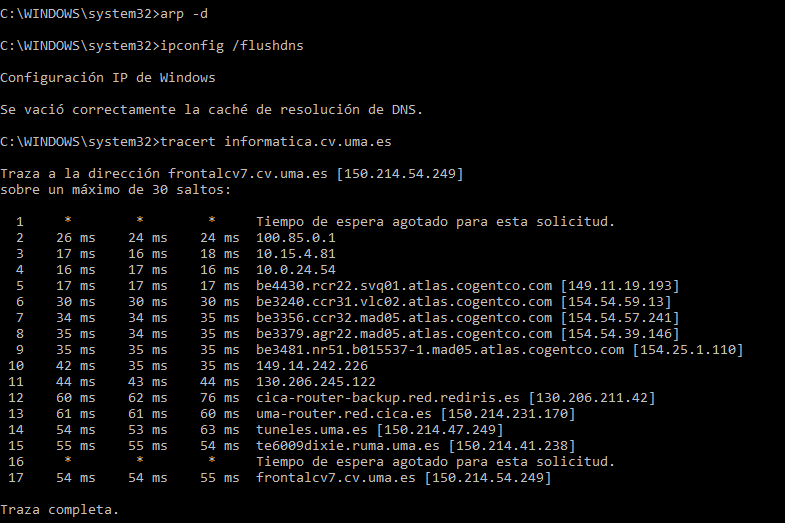 C:\WINDOWS\system32>arp -d
C:\WINDOWS\system32>ipconfig /flushdns
Configuración IP de Windows
Se vació correctamente la caché de resolución de DNS.
C:\WINDOWS\system32>tracert informatica.cv.uma.es
Traza a la dirección frontalcv7.cv.uma.es [150.214.54.249]
sobre un máximo de 30 saltos:
1 * * * Tiempo de espera agotado para esta solicitud.
2 26 ms 24 ms 24 ms 100.85.0.1
3 17 ms 16 ms 18 ms 10.15.4.81
4 16 ms 17 ms 16 ms 10.0.24.54
5 17 ms 17 ms 17 ms be4430.rcr22.svq01.atlas.cogentco.com [149.11.19.193]
6 30 ms 30 ms 30 ms be3240.ccr31.vlc02.atlas.cogentco.com [154.54.59.13]
7 34 ms 34 ms 35 ms be3356.ccr32.mad05.atlas.cogentco.com [154.54.57.241]
8 35 ms 34 ms 35 ms be3379.agr22.mad05.atlas.cogentco.com [154.54.39.146]
9 35 ms 35 ms 35 ms be3481.nr51.b015537-1.mad05.atlas.cogentco.com [154.25.1.110]
10 42 ms 35 ms 35 ms 149.14.242.226
11 44 ms 43 ms 44 ms 130.206.245.122
12 60 ms 62 ms 76 ms cica-router-backup.red.rediris.es [130.206.211.42]
13 61 ms 61 ms 60 ms uma-router.red.cica.es [150.214.231.170]
14 54 ms 53 ms 63 ms tuneles.uma.es [150.214.47.249]
15 55 ms 55 ms 54 ms te6009dixie.ruma.uma.es [150.214.41.238]
16 * * * Tiempo de espera agotado para esta solicitud.
17 54 ms 54 ms 55 ms frontalcv7.cv.uma.es [150.214.54.249]
Traza completa.